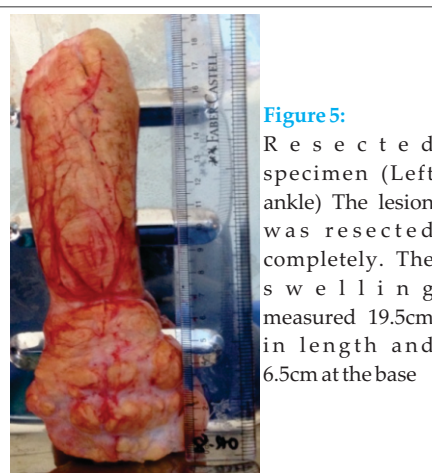 Figure 5:
Resected
specimen (Left
ankle) The lesion
was resected
completely. The
swelling
measured 19.5cm
in length and
6.5cm at the base
FABER CASTELL